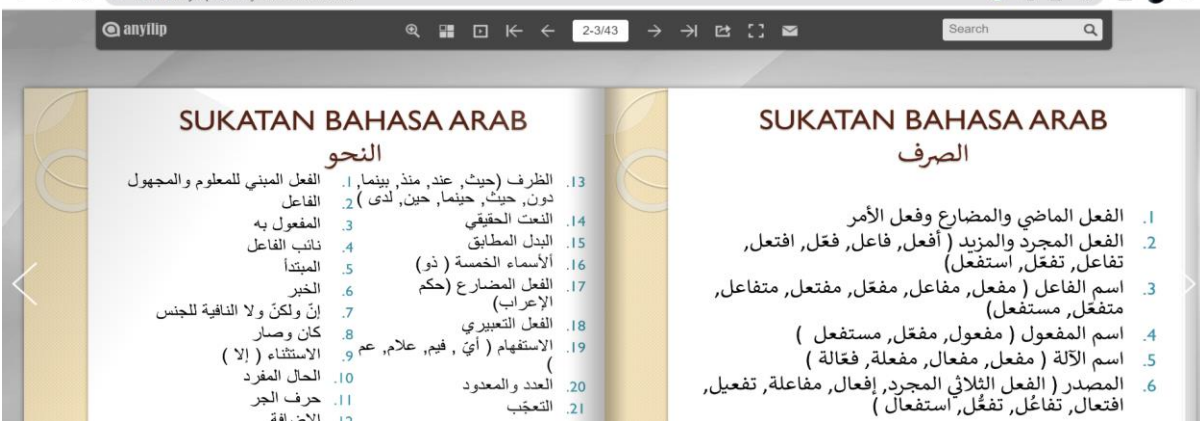 anyflip
2-3/43
Search
SUKATAN BAHASA ARAB
النحو
1. الفعل المبني للمعلوم والمجهول
2. الفاعل
3. المفعول به
4. نائب الفاعل
5. المبتدأ
6. الخبر
7. إنّ ولكنّ ولا النافية للجنس
8. كان وصار
9. الاستثناء ( إلا )
10. الحال المفرد
11. حرف الجر
12. الإضافة
13. الظرف (حيث, عند, منذ, بينما,
دون, حيث, حينما, حين, لدى )
14. النعت الحقيقي
15. البدل المطابق
16. ألأسماء الخمسة ( ذو)
17. الفعل المضارع (حكم
الإعراب)
18. الفعل التعبيري
19. الاستفهام ( أيّ , فيم, علام, عم
)
20. العدد والمعدود
21. التعجّب
SUKATAN BAHASA ARAB
الصرف
1. الفعل الماضي والمضارع وفعل الأمر
2. الفعل المجرد والمزيد ( أفعل, فاعل, فعّل, افتعل,
تفاعل, تفعّل, استفعل)
3. اسم الفاعل ( مفعل, مفاعل, مفعّل, مفتعل, متفاعل,
متفعّل, مستفعل)
4. اسم المفعول ( مفعول, مفعّل, مستفعل )
5. اسم الآلة ( مفعل, مفعال, مفعلة, فعّالة )
6. المصدر ( الفعل الثلاثي المجرد, إفعال, مفاعلة, تفعيل,
افتعال, تفاعُل, تفعُّل, استفعال )